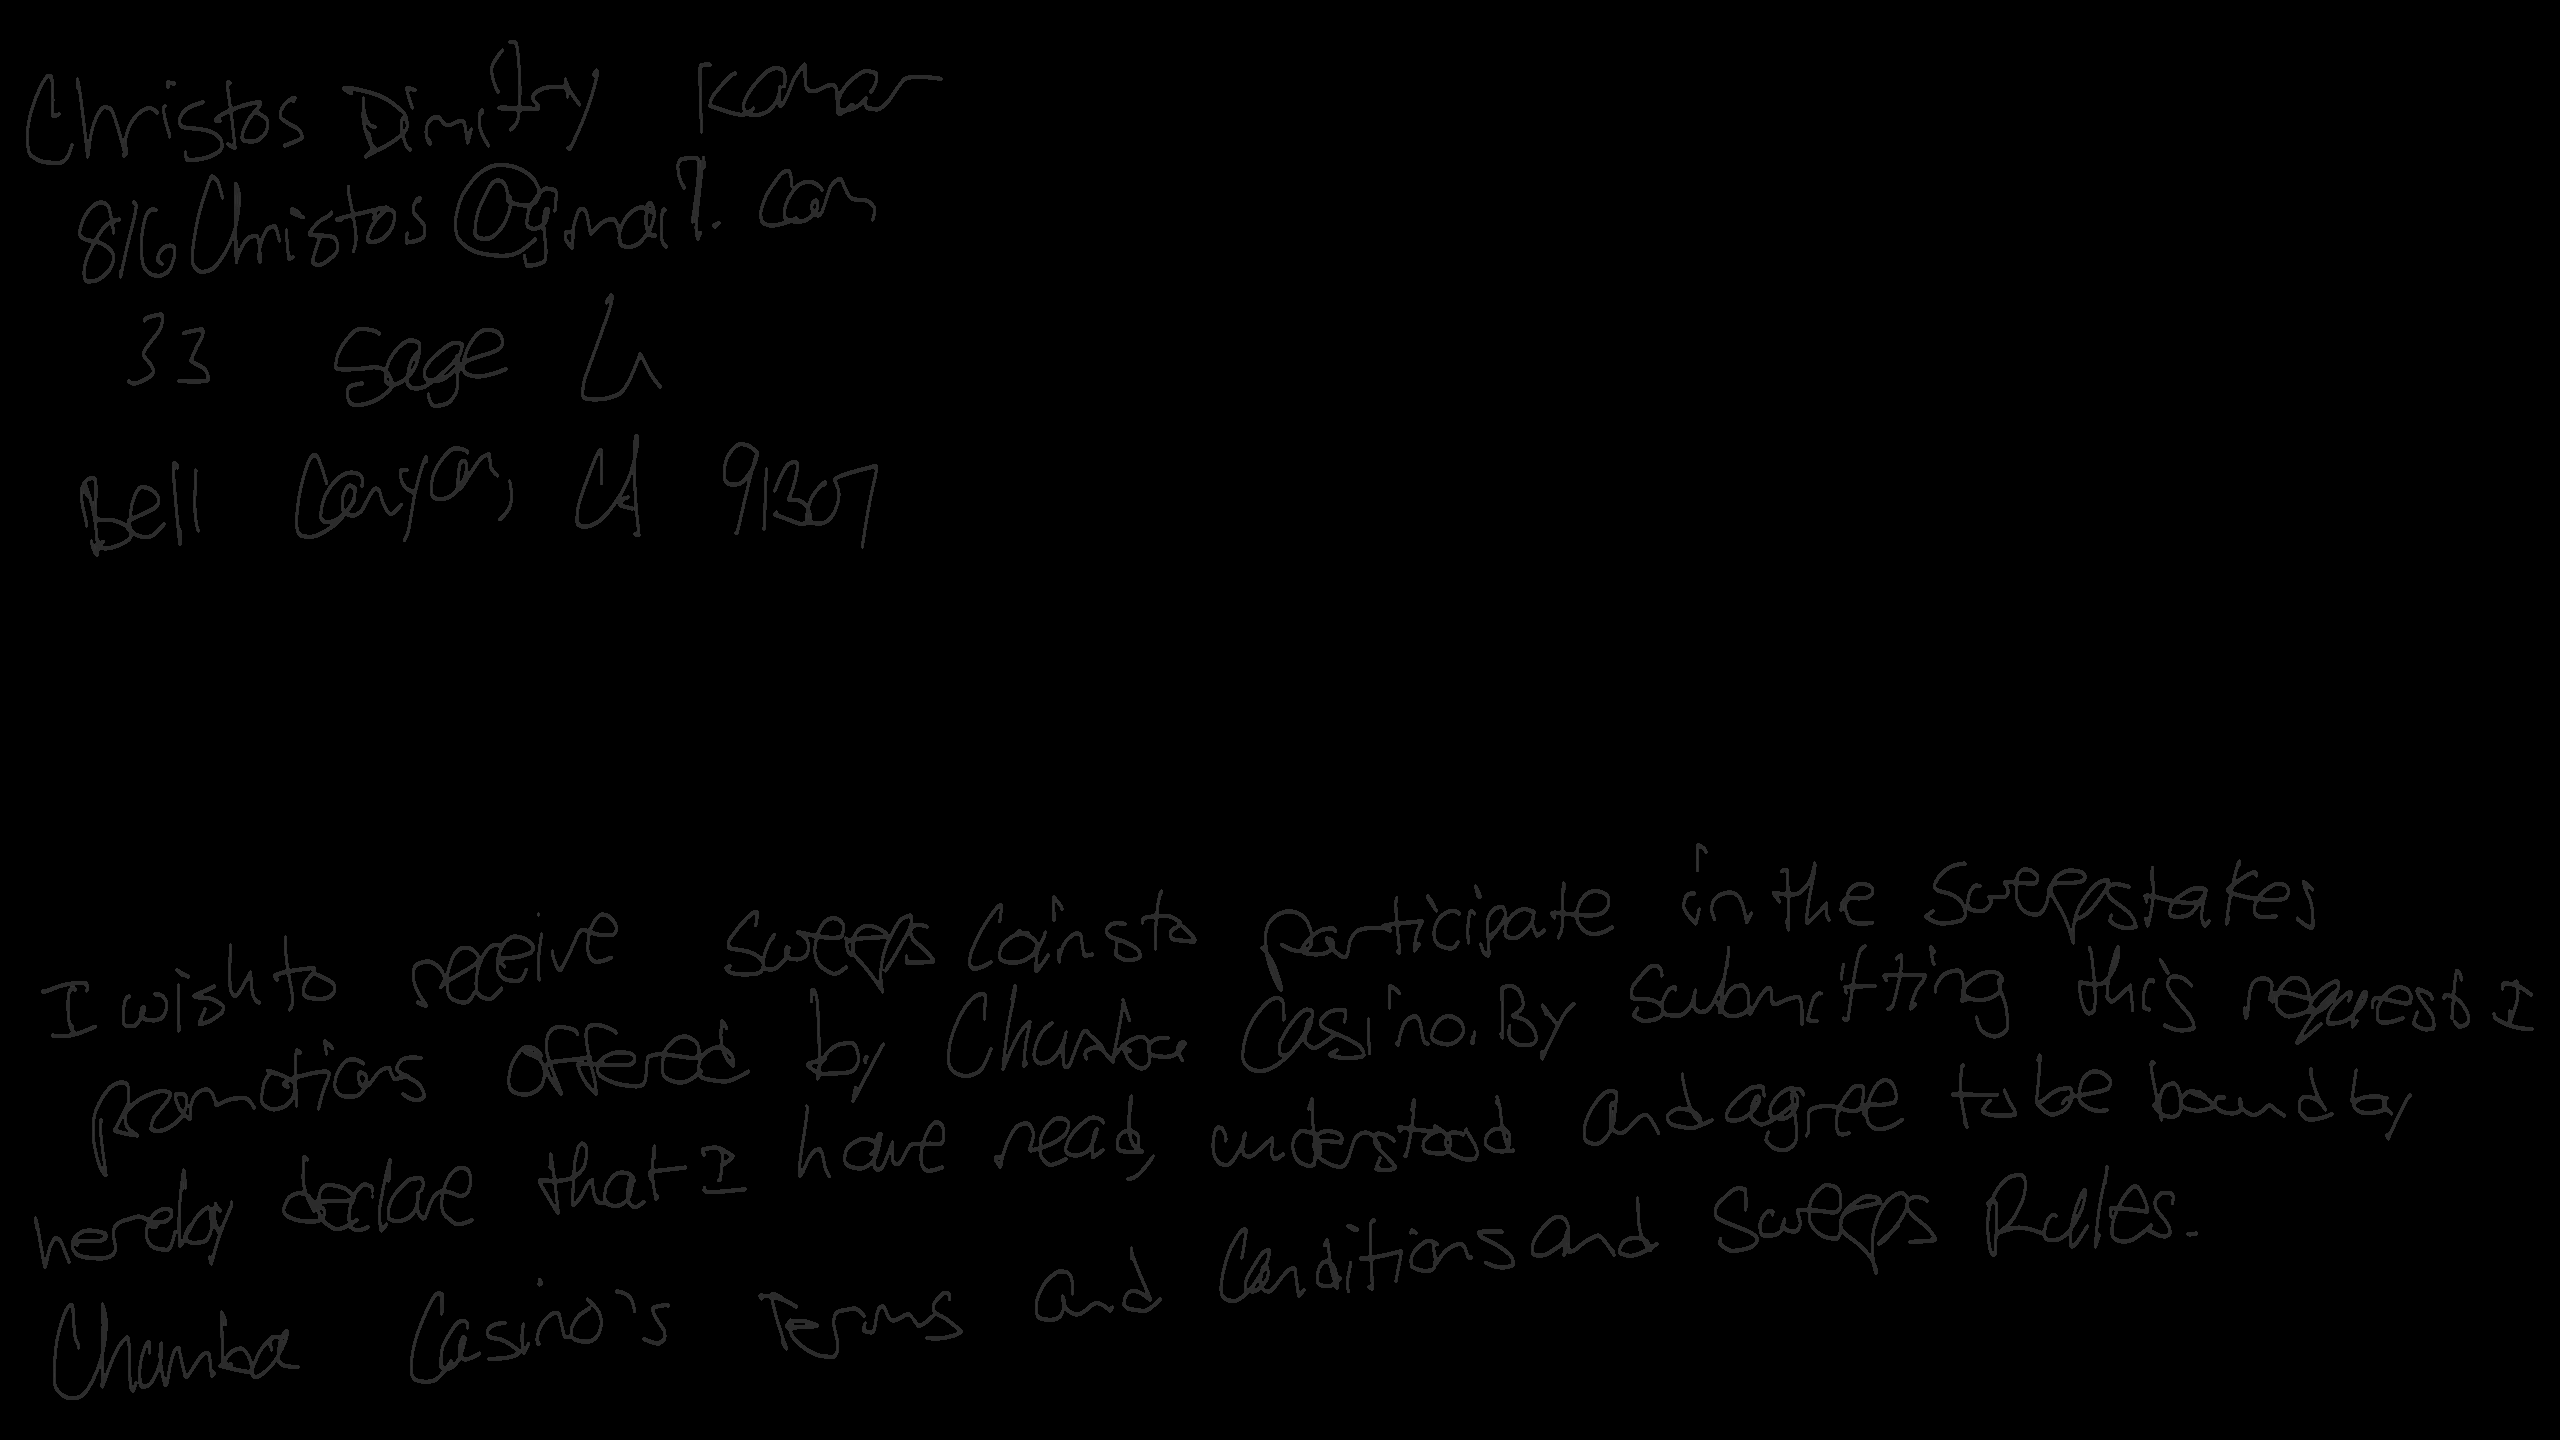 Christos Dimitry
816Christos@gmail.com
33 Sage Ln
Bell Canyon, CA 91307
I wish to receive Sweeps Coins to participate in the sweepstakes
promotions offered by Chumba Casino. By submitting this request I
hereby declare that I have read, understood and agree to be bound by
Chumba Casino's Terms and Conditions and Sweeps Rules.